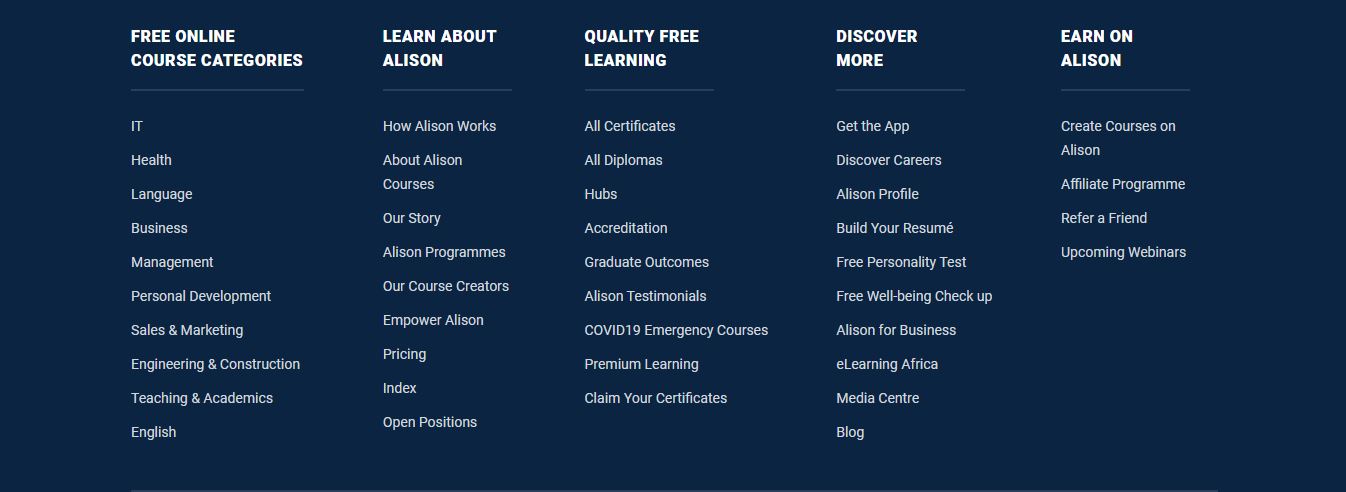 FREE ONLINE
COURSE CATEGORIES
IT
Health
Language
Business
Management
Personal Development
Sales & Marketing
Engineering & Construction
Teaching & Academics
English
LEARN ABOUT
ALISON
How Alison Works
About Alison
Courses
Our Story
Alison Programmes
Our Course Creators
Empower Alison
Pricing
Index
Open Positions
QUALITY FREE
LEARNING
All Certificates
All Diplomas
Hubs
Accreditation
Graduate Outcomes
Alison Testimonials
COVID19 Emergency Courses
Premium Learning
Claim Your Certificates
DISCOVER
MORE
Get the App
Discover Careers
Alison Profile
Build Your Resumé
Free Personality Test
Free Well-being Check up
Alison for Business
eLearning Africa
Media Centre
Blog
EARN ON
ALISON
Create Courses on
Alison
Affiliate Programme
Refer a Friend
Upcoming Webinars